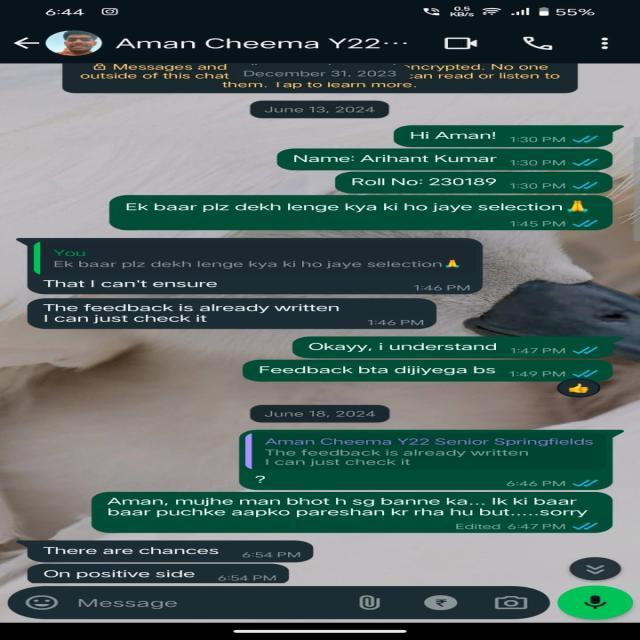 6:44
0.5
KB/s
55%
Aman Cheema Y22...
Messages and
ncrypted. No one
outside of this chat
December 31, 2023
can read or listen to
them. Tap to learn more.
June 13, 2024
Hi Aman! 1:30 PM
Name: Arihant Kumar 1:30 PM
Roll No: 230189 1:30 PM
Ek baar plz dekh lenge kya ki ho jaye selection🙏
1:45 PM
You
Ek baar plz dekh lenge kya ki ho jaye selection🙏
That I can't ensure 1:46 PM
The feedback is already written
I can just check it 1:46 PM
Okayy, i understand 1:47 PM
Feedback bta dijiyega bs 1:49 PM
👍
June 18, 2024
Aman Cheema Y22 Senior Springfields
The feedback is already written
I can just check it
? 6:46 PM
Aman, mujhe man bhot h sg banne ka... Ik ki baar
baar puchke aapko pareshan kr rha hu but.....sorry
Edited 6:47 PM
There are chances 6:54 PM
On positive side 6:54 PM
Message